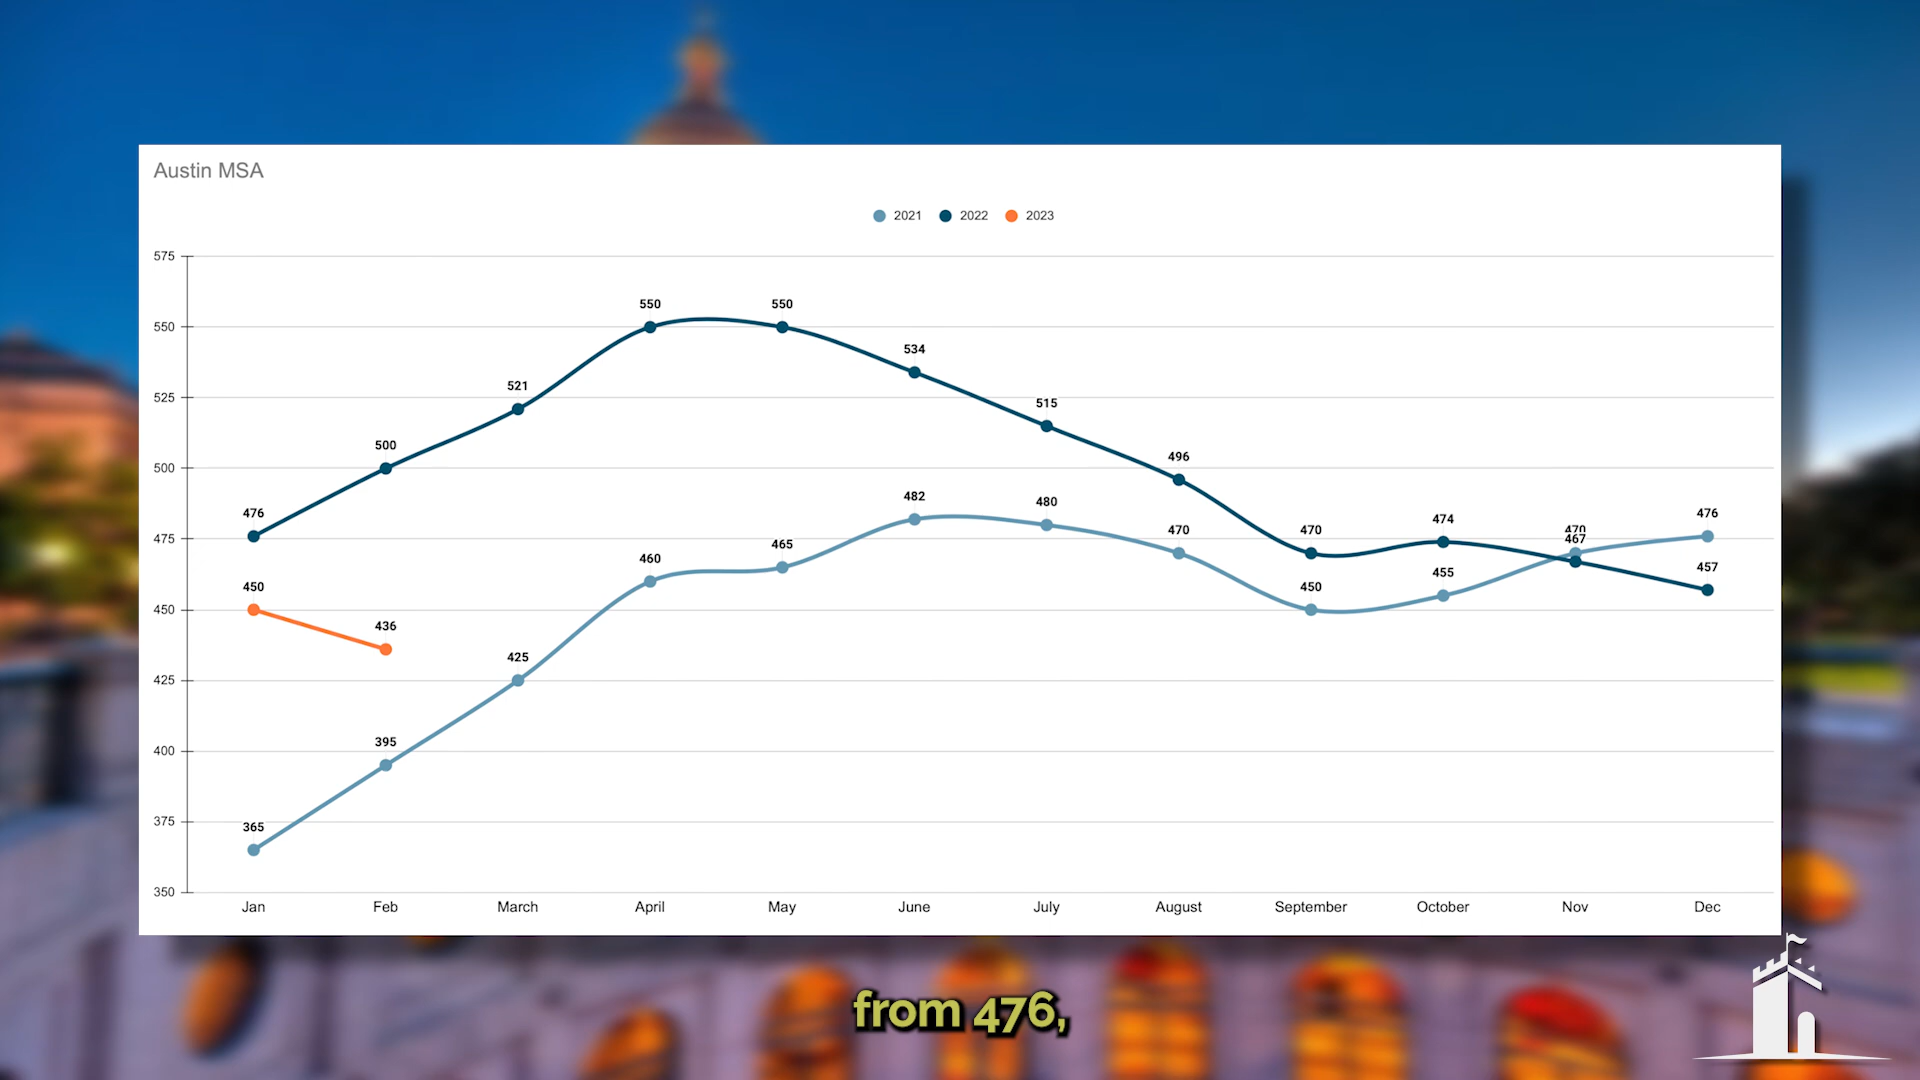 Austin MSA
2021 2022 2023
575
550
525
500
475
450
425
400
375
350
476 500 521 550 550 534 515 496 470 474 467 457
365 395 425 460 465 482 480 470 450 455 470 476
450 436
Jan Feb March April May June July August September October Nov Dec
from 476,